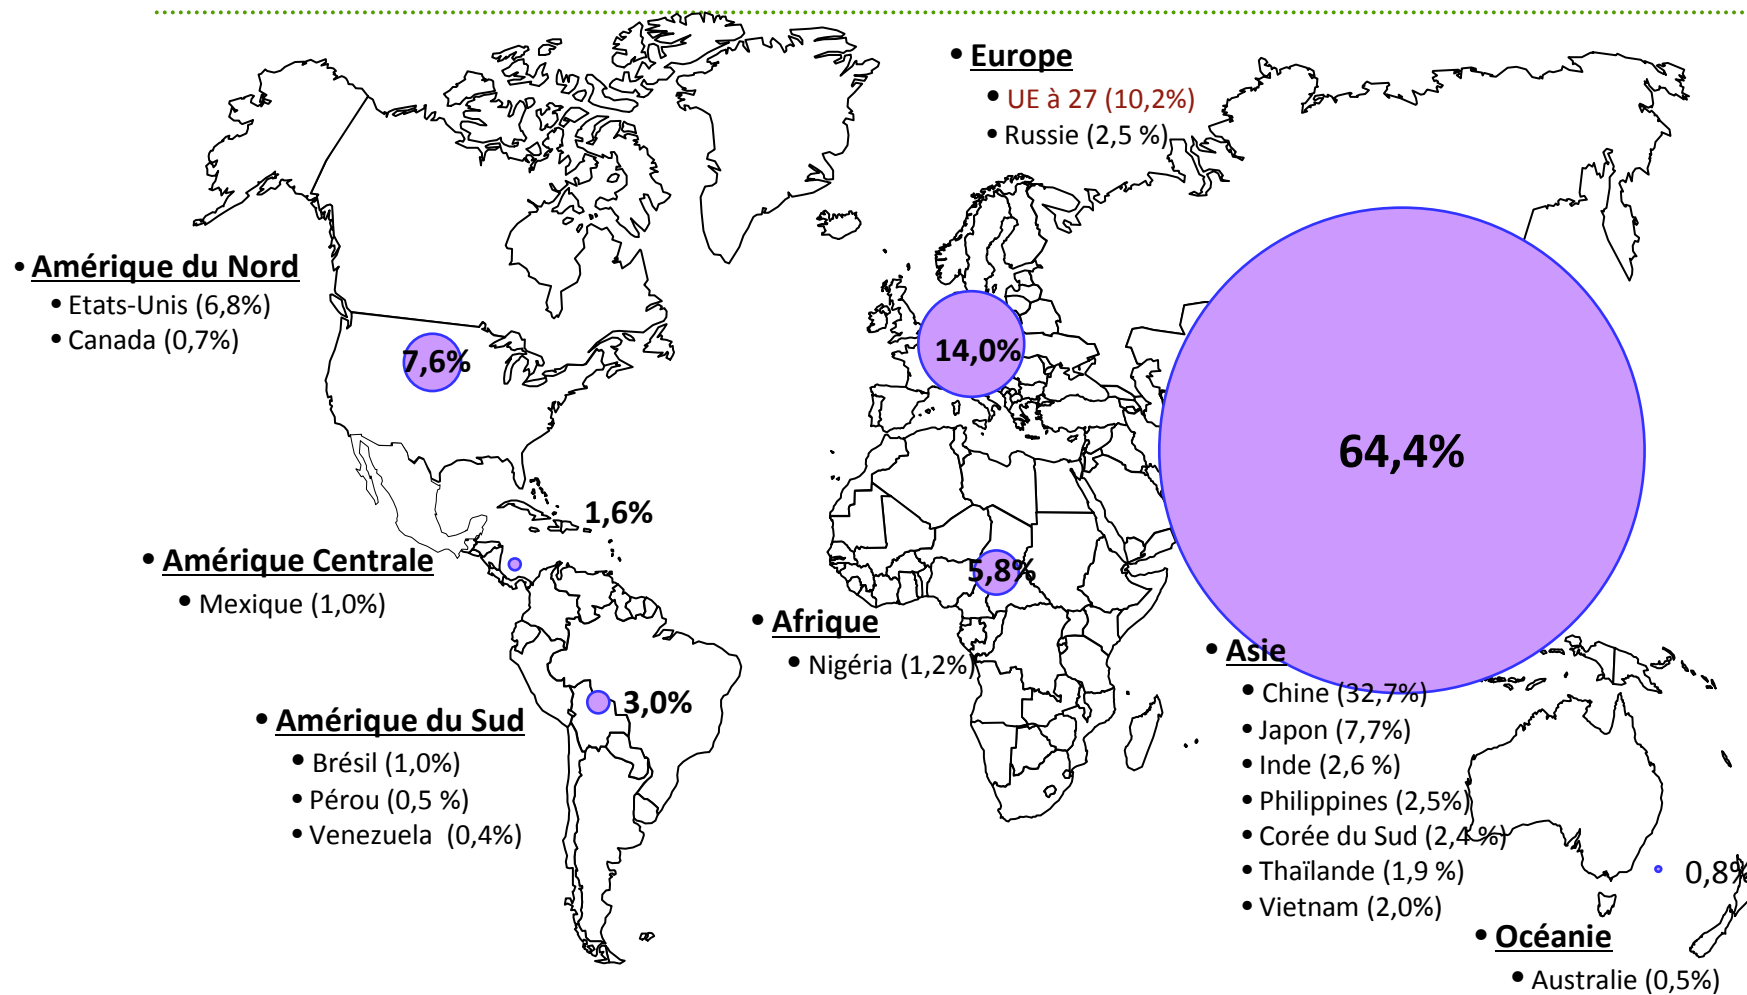 • Europe
• UE à 27 (10,2%)
• Russie (2,5 %)
• Amérique du Nord
• Etats-Unis (6,8%)
• Canada (0,7%)
7,6%
14,0%
64,4%
1,6%
• Amérique Centrale
• Mexique (1,0%)
5,8%
• Afrique
• Nigéria (1,2%)
3,0%
• Amérique du Sud
• Brésil (1,0%)
• Pérou (0,5 %)
• Venezuela (0,4%)
• Asie
• Chine (32,7%)
• Japon (7,7%)
• Inde (2,6 %)
• Philippines (2,5%)
• Corée du Sud (2,4 %)
• Thaïlande (1,9 %)
• Vietnam (2,0%)
0,8%
• Océanie
• Australie (0,5%)